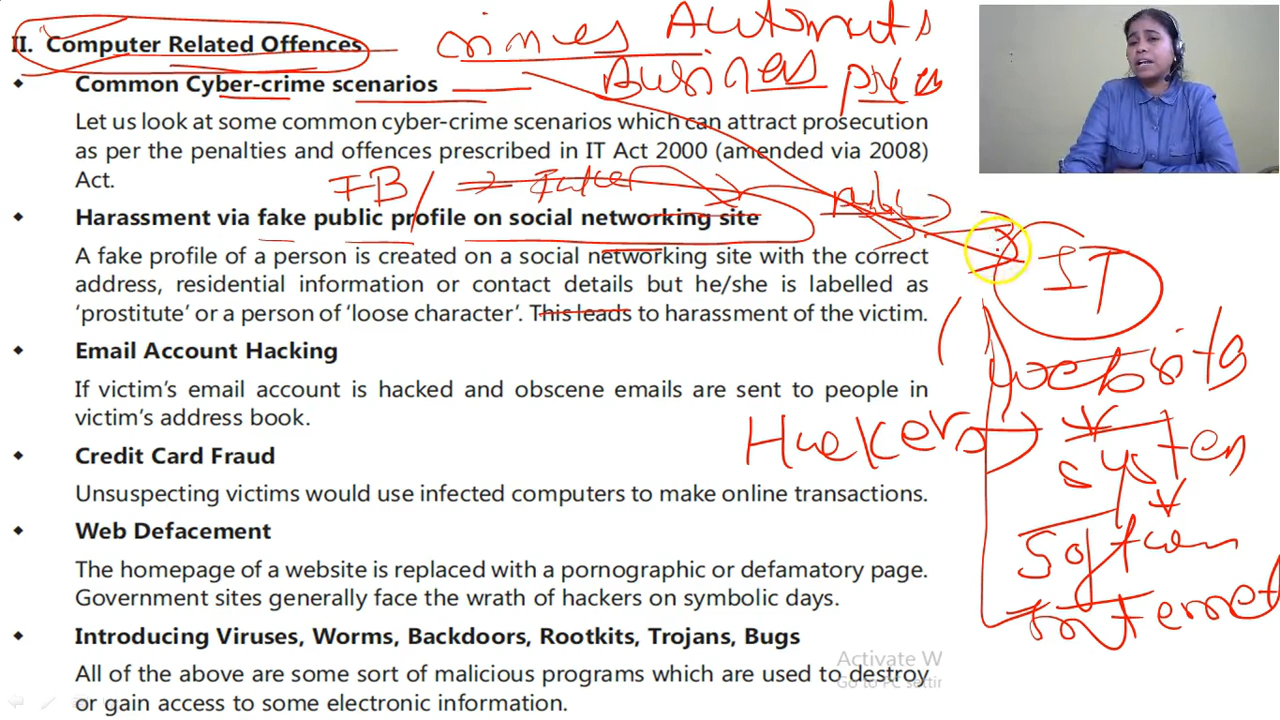 II. Computer Related Offences
crimes Automats
Business prces
◆ Common Cyber-crime scenarios
Let us look at some common cyber-crime scenarios which can attract prosecution
as per the penalties and offences prescribed in IT Act 2000 (amended via 2008)
Act.
FB/
◆ Harassment via fake public profile on social networking site
A fake profile of a person is created on a social networking site with the correct
address, residential information or contact details but he/she is labelled as
‘prostitute’ or a person of ‘loose character’. This leads to harassment of the victim.
IT
◆ Email Account Hacking
If victim’s email account is hacked and obscene emails are sent to people in
victim’s address book.
Hackers
◆ Credit Card Fraud
Unsuspecting victims would use infected computers to make online transactions.
◆ Web Defacement
The homepage of a website is replaced with a pornographic or defamatory page.
Government sites generally face the wrath of hackers on symbolic days.
Internet
◆ Introducing Viruses, Worms, Backdoors, Rootkits, Trojans, Bugs
All of the above are some sort of malicious programs which are used to destroy
or gain access to some electronic information.
Activate W
Go to PC settin